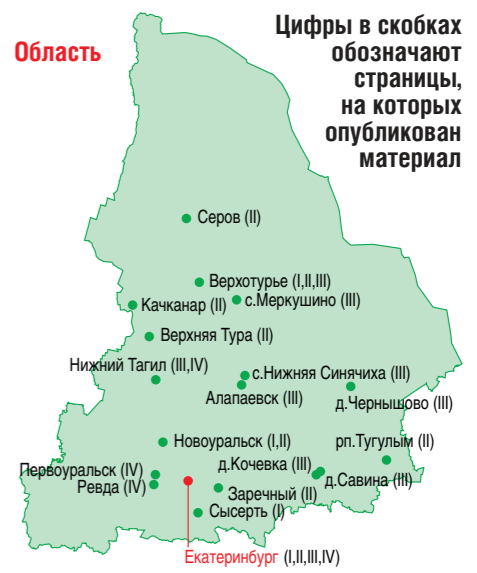 Цифры в скобках
обозначают
страницы,
на которых
опубликован
материал
Область
Серов (II)
Верхотурье (I,II,III)
с.Меркушино (III)
Качканар (II)
Верхняя Тура (II)
Нижний Тагил (III,IV)
с.Нижняя Синячиха (III)
Алапаевск (III)
д.Чернышово (III)
Новоуральск (I,II)
рп.Тугулым (II)
д.Кочевка (III)
Первоуральск (IV)
д.Савина (III)
Ревда (IV)
Заречный (II)
Сысерть (I)
Екатеринбург (I,II,III,IV)